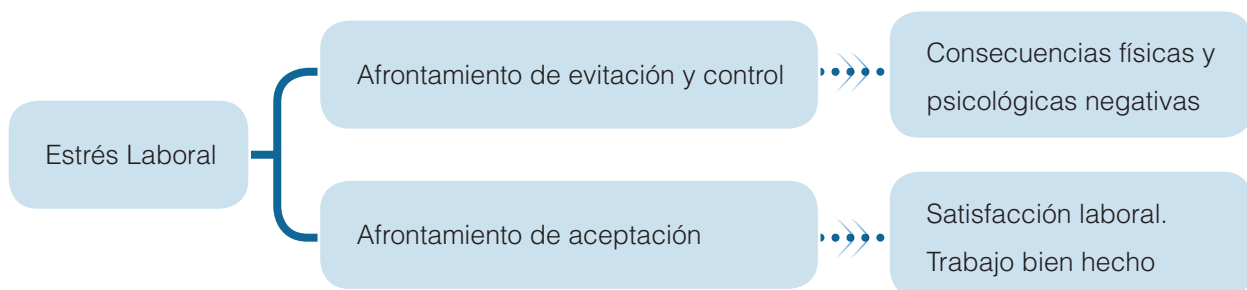 Estrés Laboral
Afrontamiento de evitación y control
Consecuencias físicas y
psicológicas negativas
Afrontamiento de aceptación
Satisfacción laboral.
Trabajo bien hecho